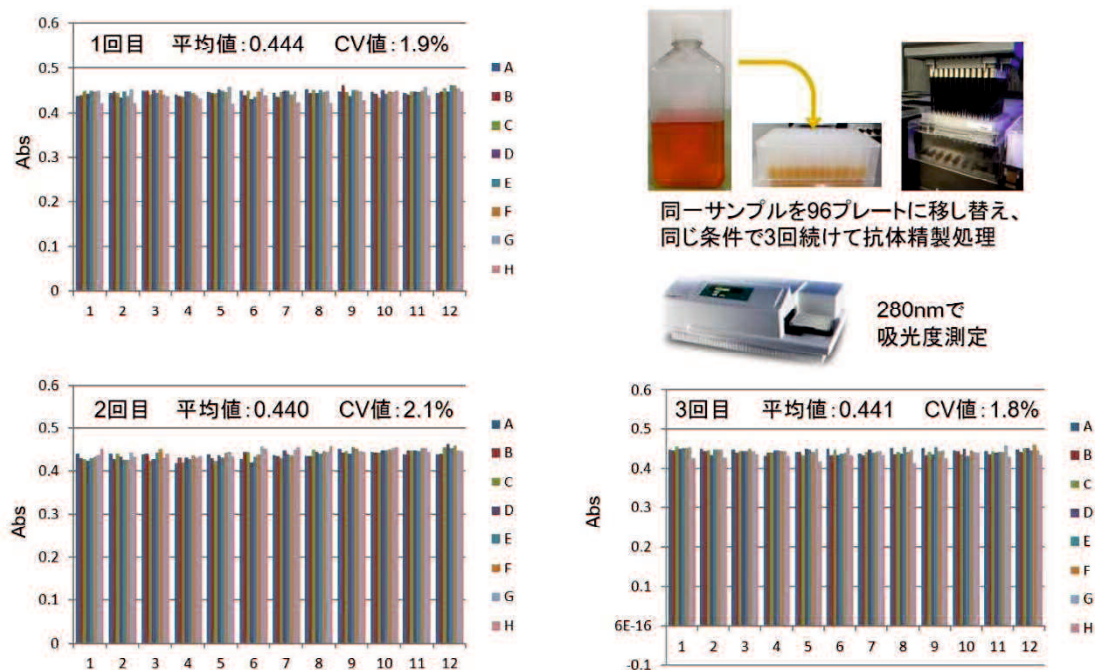 1回目 平均値:0.444 CV値:1.9%
0.6
0.5
0.4
0.3
0.2
0.1
0
Abs
1 2 3 4 5 6 7 8 9 10 11 12
A
B
C
D
E
F
G
H
同一サンプルを96プレートに移し替え、
同じ条件で3回続けて抗体精製処理
280nmで
吸光度測定
2回目 平均値:0.440 CV値:2.1%
0.6
0.5
0.4
0.3
0.2
0.1
0
Abs
1 2 3 4 5 6 7 8 9 10 11 12
A
B
C
D
E
F
G
H
3回目 平均値:0.441 CV値:1.8%
0.6
0.5
0.4
0.3
0.2
0.1
6E-16
-0.1
Abs
1 2 3 4 5 6 7 8 9 10 11 12
A
B
C
D
E
F
G
H